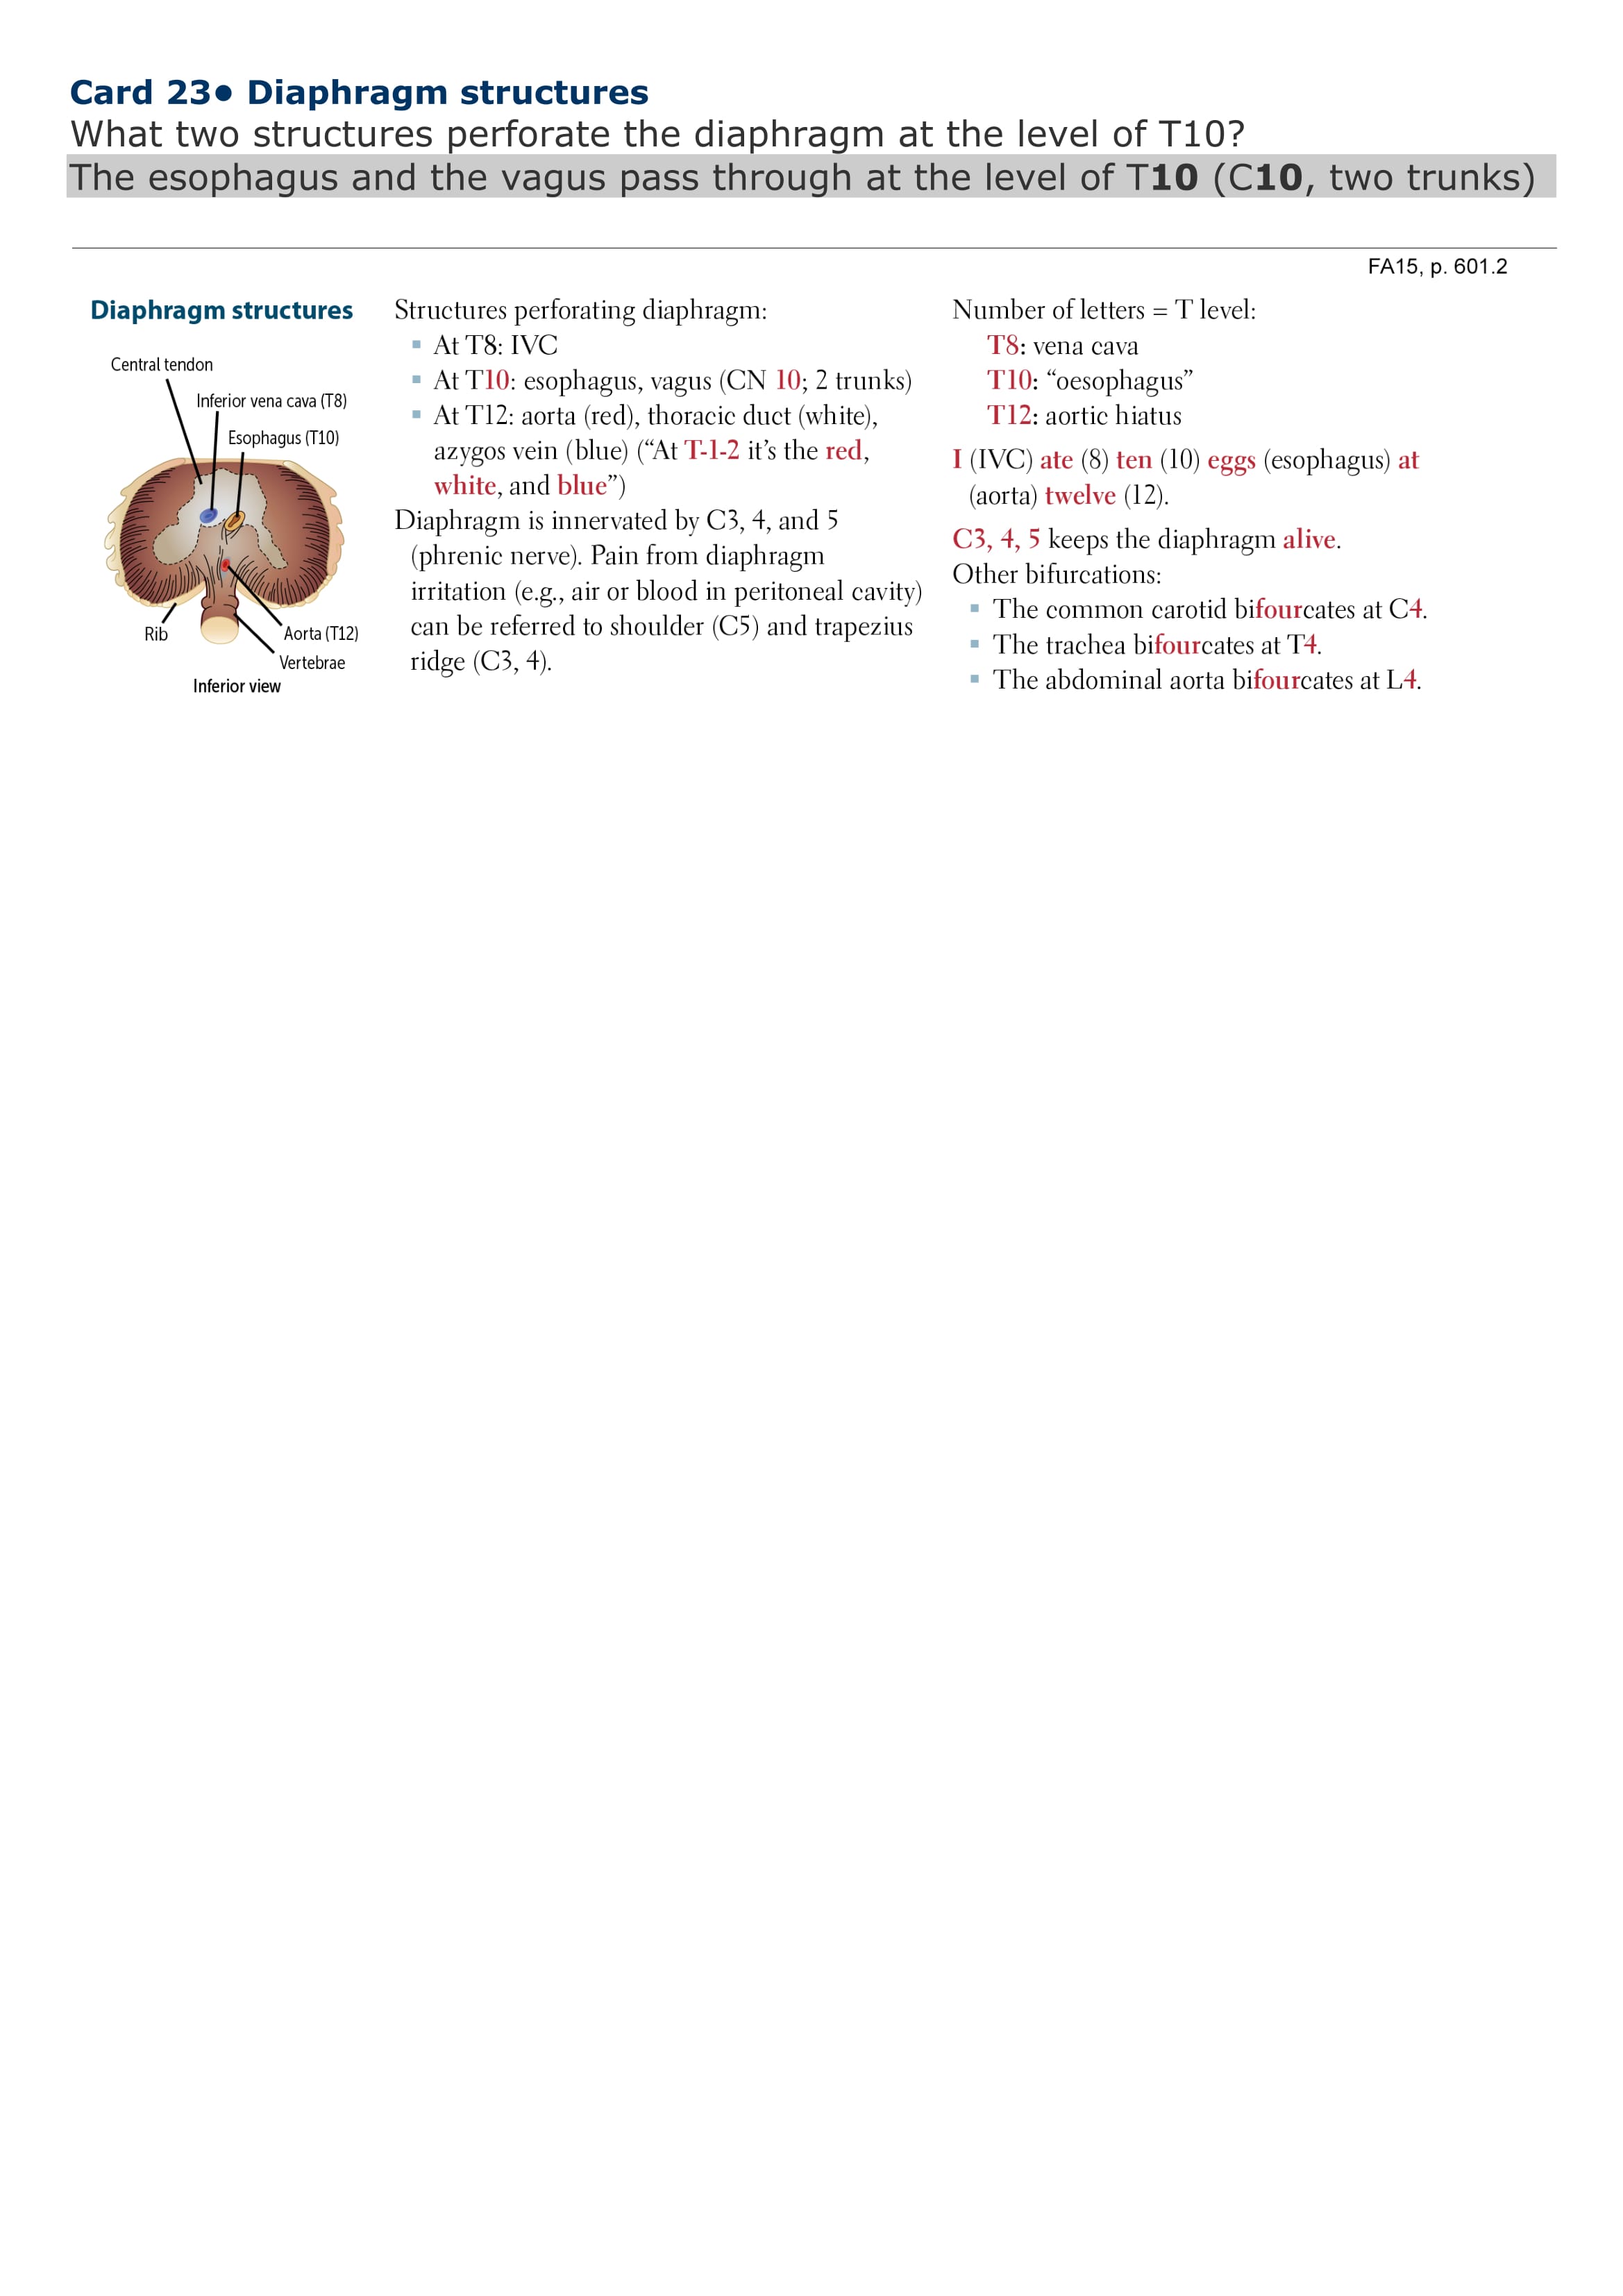 Card 23● Diaphragm structures
What two structures perforate the diaphragm at the level of T10?
The esophagus and the vagus pass through at the level of T10 (C10, two trunks)
FA15, p. 601.2
Diaphragm structures
Central tendon
Inferior vena cava (T8)
Esophagus (T10)
Rib
Aorta (T12)
Vertebrae
Inferior view
Structures perforating diaphragm:
▪ At T8: IVC
▪ At T10: esophagus, vagus (CN 10; 2 trunks)
▪ At T12: aorta (red), thoracic duct (white),
azygos vein (blue) (“At T-1-2 it’s the red,
white, and blue”)
Diaphragm is innervated by C3, 4, and 5
(phrenic nerve). Pain from diaphragm
irritation (e.g., air or blood in peritoneal cavity)
can be referred to shoulder (C5) and trapezius
ridge (C3, 4).
Number of letters = T level:
T8: vena cava
T10: “oesophagus”
T12: aortic hiatus
I (IVC) ate (8) ten (10) eggs (esophagus) at
(aorta) twelve (12).
C3, 4, 5 keeps the diaphragm alive.
Other bifurcations:
▪ The common carotid bifourcates at C4.
▪ The trachea bifourcates at T4.
▪ The abdominal aorta bifourcates at L4.